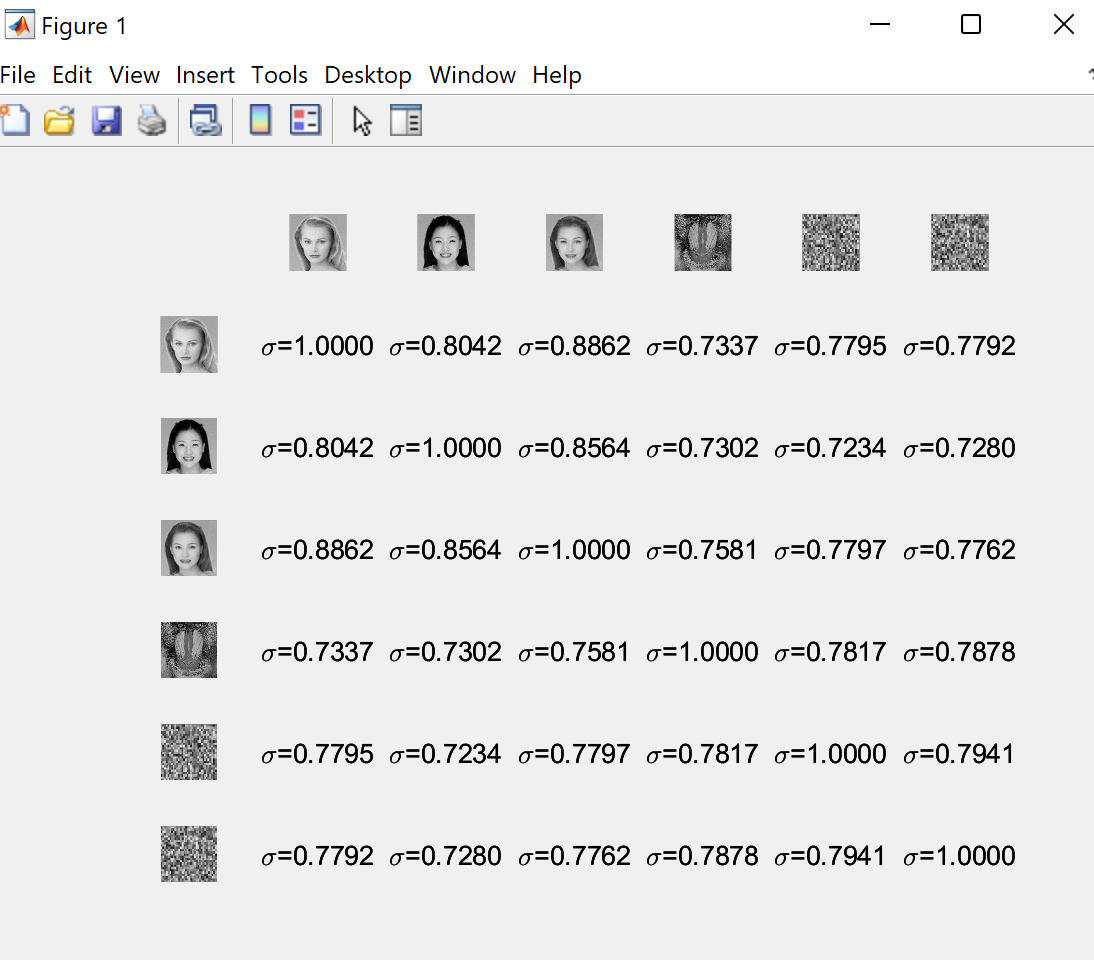 Figure 1
File Edit View Insert Tools Desktop Window Help
σ=1.0000 σ=0.8042 σ=0.8862 σ=0.7337 σ=0.7795 σ=0.7792
σ=0.8042 σ=1.0000 σ=0.8564 σ=0.7302 σ=0.7234 σ=0.7280
σ=0.8862 σ=0.8564 σ=1.0000 σ=0.7581 σ=0.7797 σ=0.7762
σ=0.7337 σ=0.7302 σ=0.7581 σ=1.0000 σ=0.7817 σ=0.7878
σ=0.7795 σ=0.7234 σ=0.7797 σ=0.7817 σ=1.0000 σ=0.7941
σ=0.7792 σ=0.7280 σ=0.7762 σ=0.7878 σ=0.7941 σ=1.0000